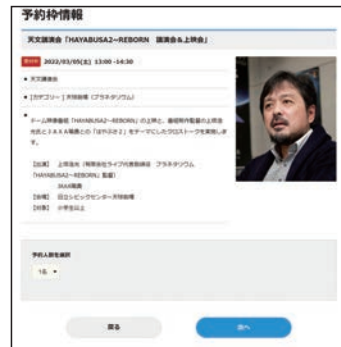 予約枠情報
天文講演会「HAYABUSA2~REBORN 講演会&上映会」
2022/03/05(土) 13:00 -14:30
● 天文講演会
● [カテゴリー] 天球劇場(プラネタリウム)
● ドーム映像番組「HAYABUSA2~REBORN」の上映と、番組制作監督の上坂浩
光氏とJAXA職員との「はやぶさ2」をテーマにしたクロストークを実施しま
す。
【出演】 上坂浩光(有限会社ライブ代表取締役 プラネタリウム
「HAYABUSA2~REBORN」監督)
JAXA職員
【会場】 日立シビックセンター天球劇場
【対象】 小学生以上
予約人数を選択
1名
戻る
次へ